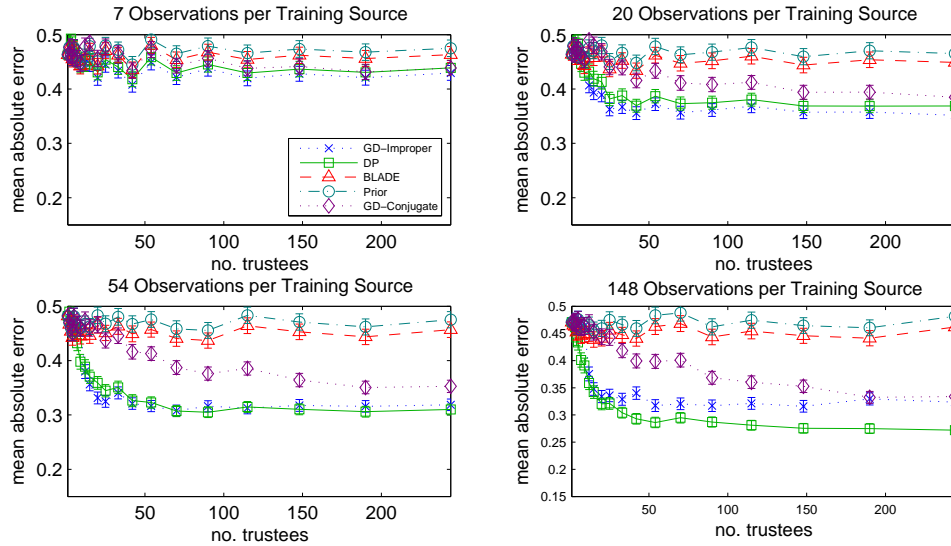 7 Observations per Training Source
mean absolute error
0.5
0.4
0.3
0.2
GD-Improper
DP
BLADE
Prior
GD-Conjugate
50
100
150
200
no. trustees
20 Observations per Training Source
mean absolute error
0.5
0.4
0.3
0.2
50
100
150
200
no. trustees
54 Observations per Training Source
mean absolute error
0.5
0.4
0.3
0.2
50
100
150
200
no. trustees
148 Observations per Training Source
mean absolute error
0.5
0.45
0.4
0.35
0.3
0.25
0.2
0.15
50
100
150
200
no. trustees